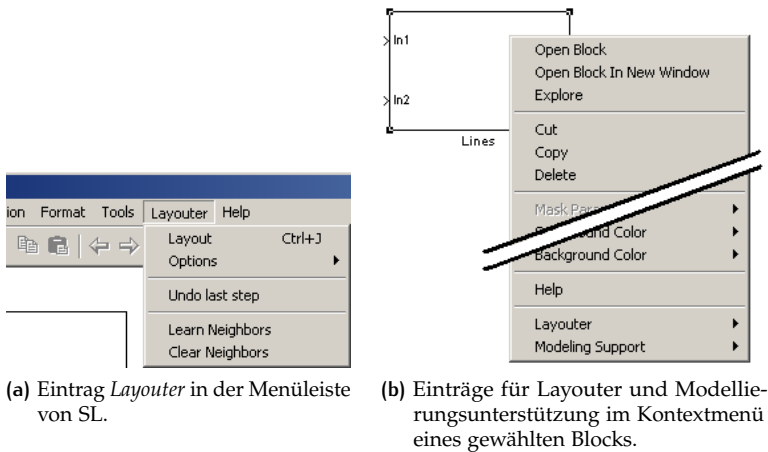 ion Format Tools Layouter Help
Layout Ctrl+J
Options
Undo last step
Learn Neighbors
Clear Neighbors
(a) Eintrag Layouter in der Menüleiste
von SL.
In1
In2
Lines
Open Block
Open Block In New Window
Explore
Cut
Copy
Delete
Mask
Color
Background Color
Help
Layouter
Modeling Support
(b) Einträge für Layouter und Modellie-
rungsunterstützung im Kontextmenü
eines gewählten Blocks.